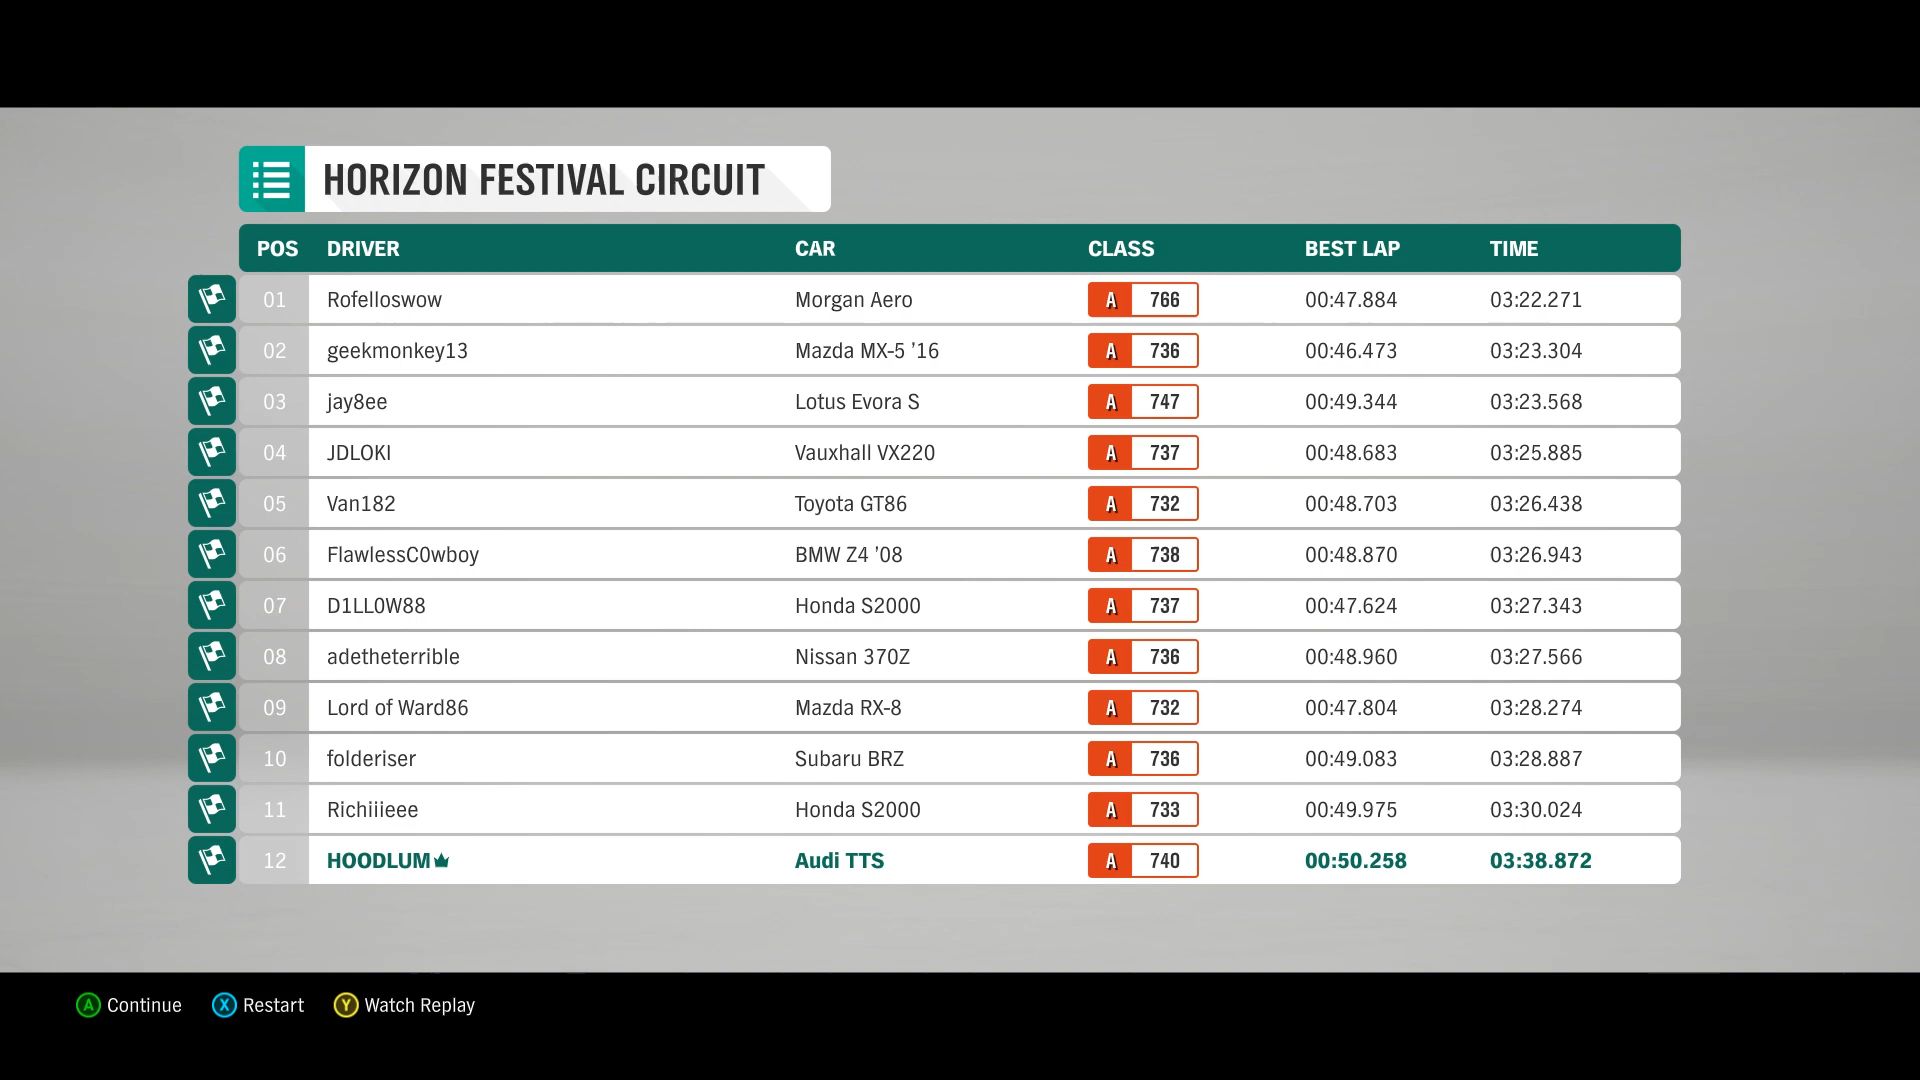 HORIZON FESTIVAL CIRCUIT
POS DRIVER CAR CLASS BEST LAP TIME
01 Rofelloswow Morgan Aero A 766 00:47.884 03:22.271
02 geekmonkey13 Mazda MX-5 ’16 A 736 00:46.473 03:23.304
03 jay8ee Lotus Evora S A 747 00:49.344 03:23.568
04 JDLOKI Vauxhall VX220 A 737 00:48.683 03:25.885
05 Van182 Toyota GT86 A 732 00:48.703 03:26.438
06 FlawlessC0wboy BMW Z4 ’08 A 738 00:48.870 03:26.943
07 D1LL0W88 Honda S2000 A 737 00:47.624 03:27.343
08 adetheterrible Nissan 370Z A 736 00:48.960 03:27.566
09 Lord of Ward86 Mazda RX-8 A 732 00:47.804 03:28.274
10 folderiser Subaru BRZ A 736 00:49.083 03:28.887
11 Richiiieee Honda S2000 A 733 00:49.975 03:30.024
12 HOODLUM Audi TTS A 740 00:50.258 03:38.872
A Continue X Restart Y Watch Replay